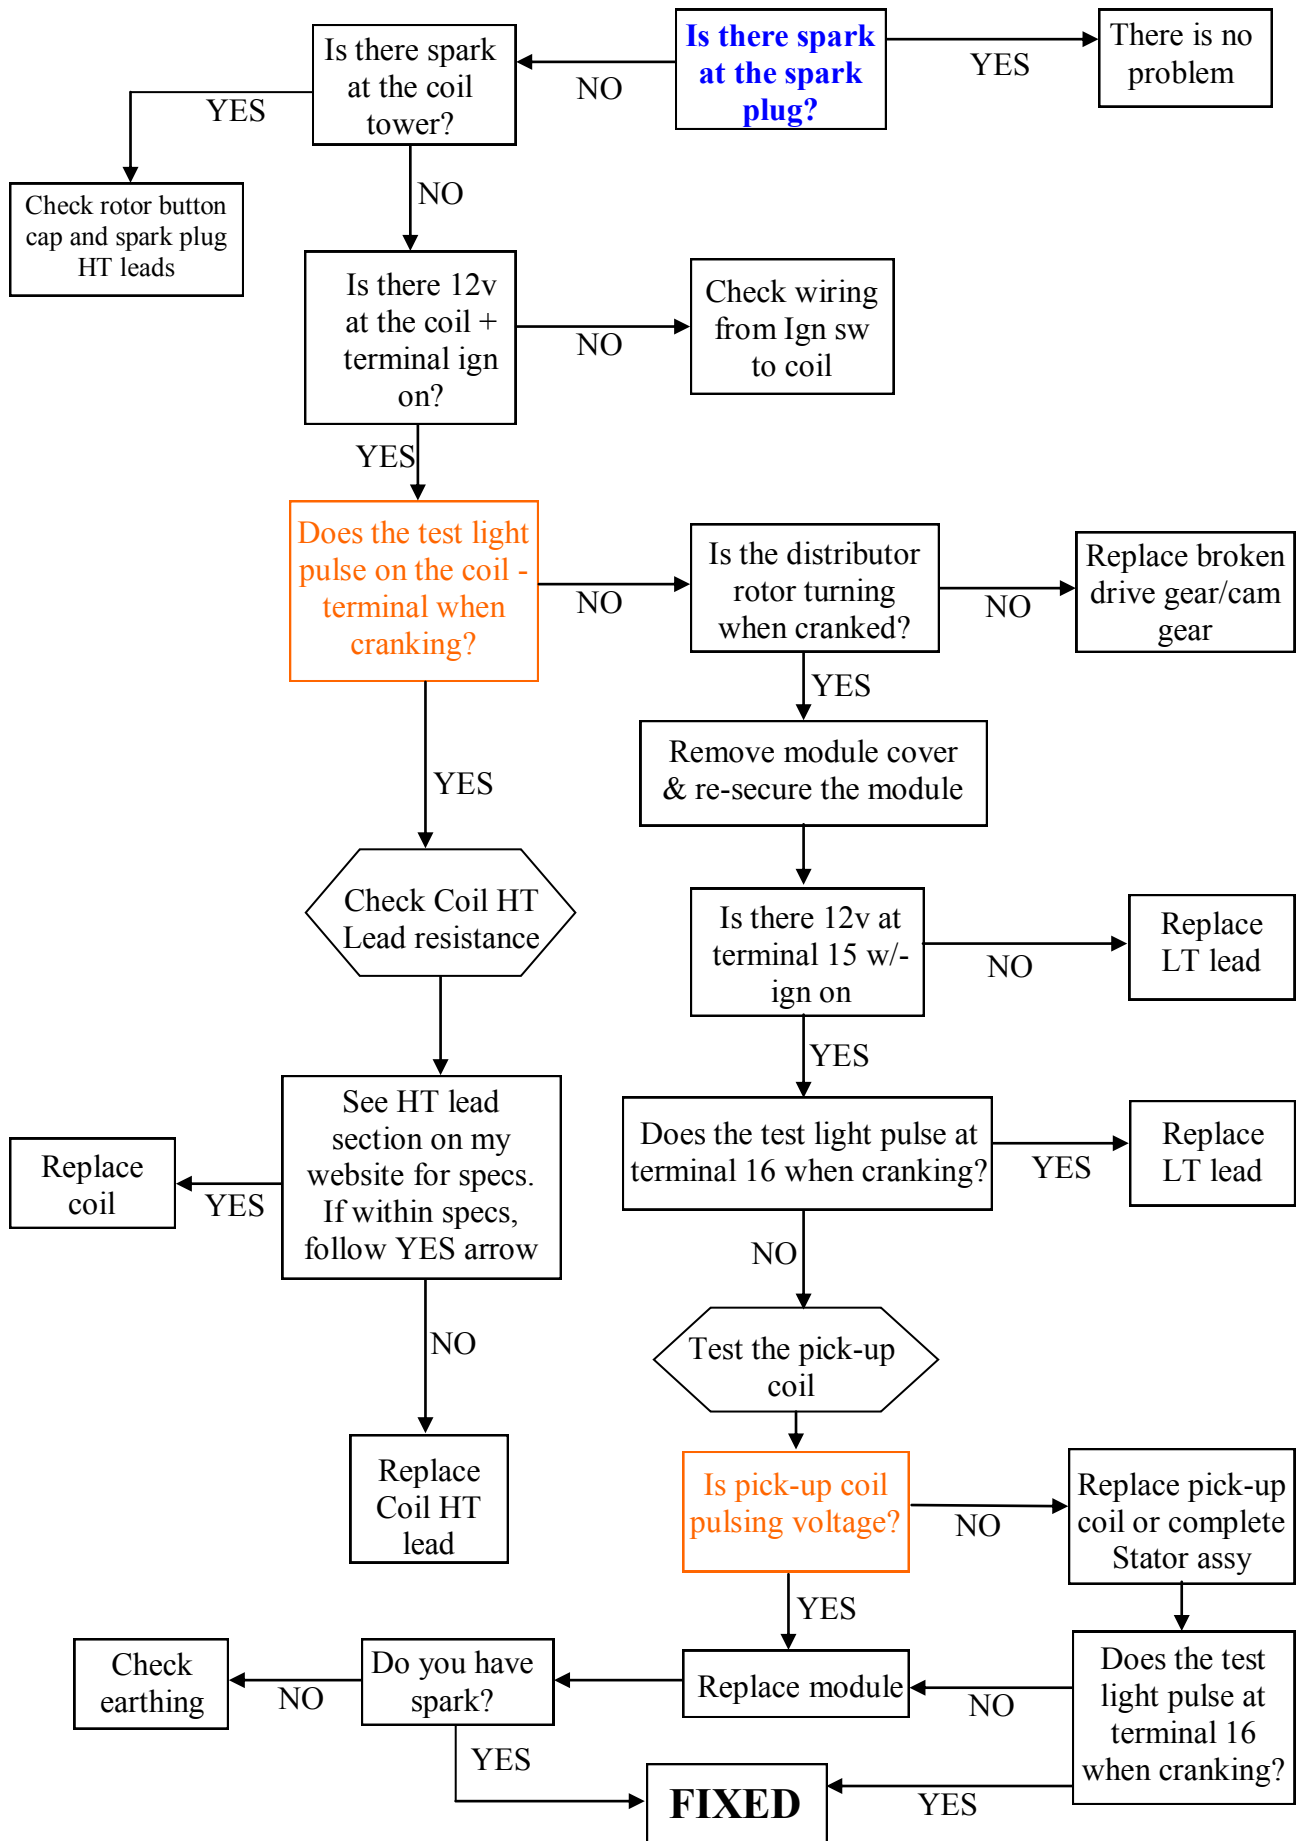 Is there spark
at the spark
plug?
YES
There is no
problem
NO
Is there spark
at the coil
tower?
YES
Check rotor button
cap and spark plug
HT leads
NO
Is there 12v
at the coil +
terminal ign
on?
NO
Check wiring
from Ign sw
to coil
YES
Does the test light
pulse on the coil -
terminal when
cranking?
NO
Is the distributor
rotor turning
when cranked?
NO
Replace broken
drive gear/cam
gear
YES
Remove module cover
& re-secure the module
YES
Check Coil HT
Lead resistance
Is there 12v at
terminal 15 w/-
ign on
NO
Replace
LT lead
YES
See HT lead
section on my
website for specs.
If within specs,
follow YES arrow
YES
Replace
coil
Does the test light pulse at
terminal 16 when cranking?
YES
Replace
LT lead
NO
NO
Test the pick-up
coil
Replace
Coil HT
lead
Is pick-up coil
pulsing voltage?
NO
Replace pick-up
coil or complete
Stator assy
YES
Check
earthing
NO
Do you have
spark?
Replace module
NO
Does the test
light pulse at
terminal 16
when cranking?
YES
FIXED
YES